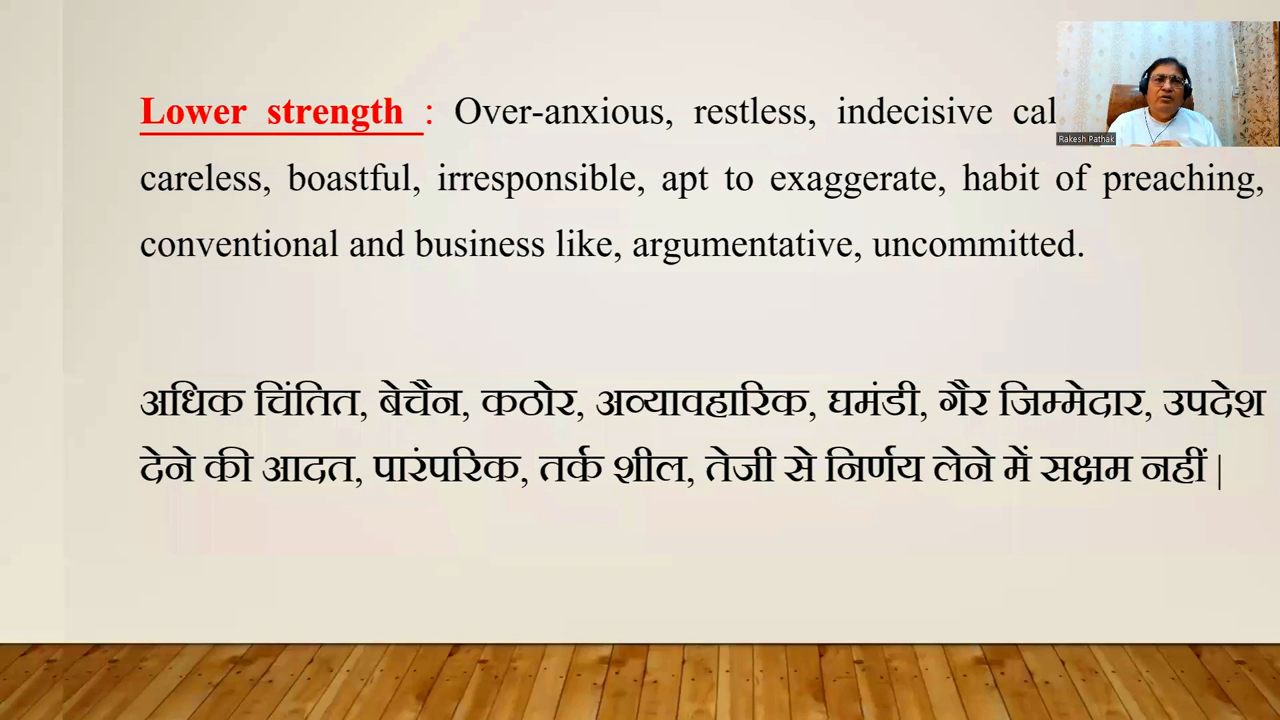 Lower strength : Over-anxious, restless, indecisive
careless, boastful, irresponsible, apt to exaggerate, habit of preaching,
conventional and business like, argumentative, uncommitted.
अधिक चिंतित, बेचैन, कठोर, अव्यावहारिक, घमंडी, गैर जिम्मेदार, उपदेश
देने की आदत, पारंपरिक, तर्क शील, तेजी से निर्णय लेने में सक्षम नहीं |
Rakesh Pathak